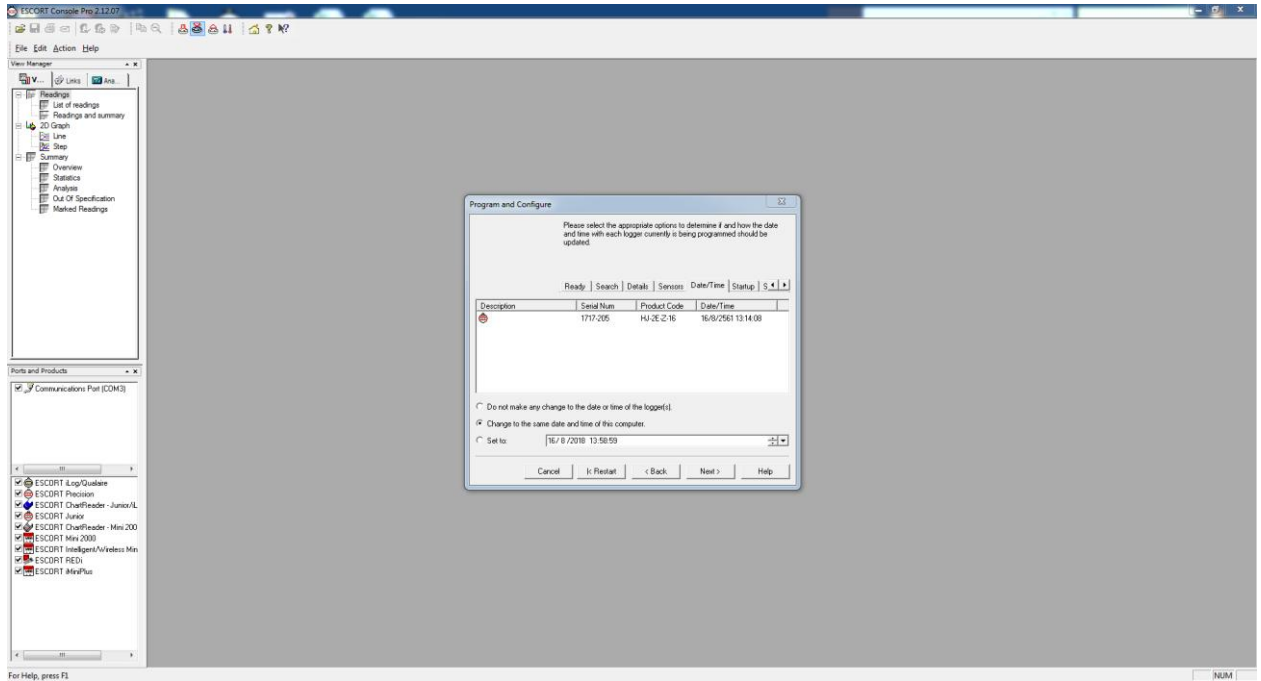 ESCORT Console Pro 2.12.07
File Edit Action Help
View Manager
V... Links Ana...
Readings
List of readings
Readings and summary
2D Graph
Line
Step
Summary
Overview
Statistics
Analysis
Out Of Specification
Marked Readings
Ports and Products
Communications Port (COM3)
ESCORT iLog/Qualaire
ESCORT Precision
ESCORT ChartReader - Junior/iL
ESCORT Junior
ESCORT ChartReader - Mini 200
ESCORT Mini 2000
ESCORT Intelligent/Wireless Min
ESCORT REDi
ESCORT iMiniPlus
Program and Configure
Please select the appropriate options to determine if and how the date
and time with each logger currently is being programmed should be
updated.
Ready Search Details Sensors Date/Time Startup S
Description Serial Num Product Code Date/Time
1717-205 HJ-2E-Z-16 16/8/2561 13:14:08
Do not make any change to the date or time of the logger(s).
Change to the same date and time of this computer.
Set to: 16/ 8 /2018 13:58:59
Cancel |< Restart < Back Next > Help
For Help, press F1
NUM